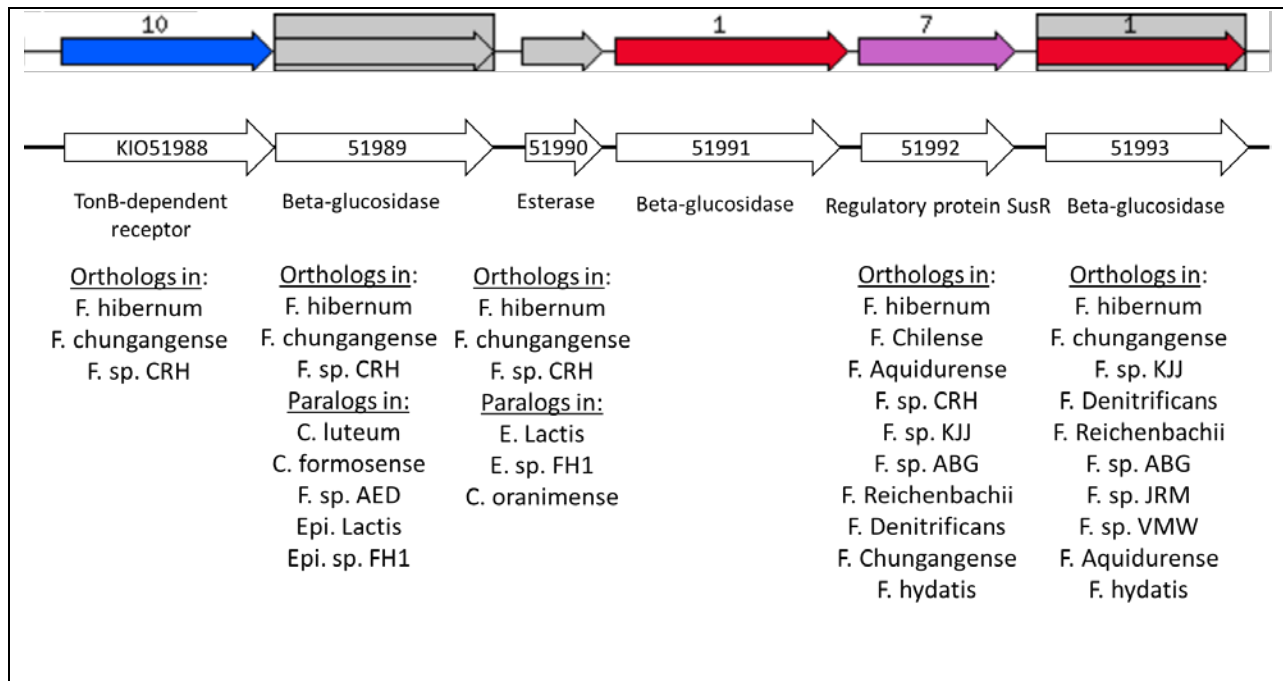 10
1
7
1
KIO51988
51989
51990
51991
51992
51993
TonB-dependent
receptor
Beta-glucosidase
Esterase
Beta-glucosidase
Regulatory protein SusR
Beta-glucosidase
Orthologs in:
F. hibernum
F. chungangense
F. sp. CRH
Orthologs in:
F. hibernum
F. chungangense
F. sp. CRH
Paralogs in:
C. luteum
C. formosense
F. sp. AED
Epi. Lactis
Epi. sp. FH1
Orthologs in:
F. hibernum
F. chungangense
F. sp. CRH
Paralogs in:
E. Lactis
E. sp. FH1
C. oranimense
Orthologs in:
F. hibernum
F. Chilense
F. Aquidurense
F. sp. CRH
F. sp. KJJ
F. sp. ABG
F. Reichenbachii
F. Denitrificans
F. Chungangense
F. hydatis
Orthologs in:
F. hibernum
F. chungangense
F. sp. KJJ
F. Denitrificans
F. Reichenbachii
F. sp. ABG
F. sp. JRM
F. sp. VMW
F. Aquidurense
F. hydatis